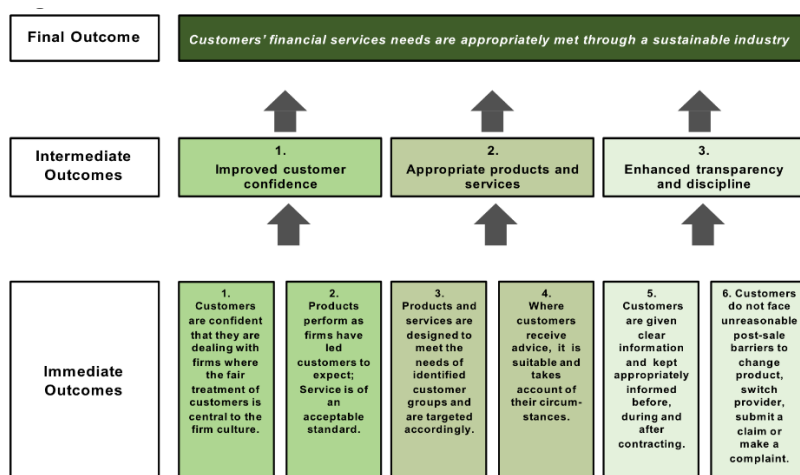 Final Outcome
Customers' financial services needs are appropriately met through a sustainable industry
Intermediate
Outcomes
1.
Improved customer
confidence
2.
Appropriate products and
services
3.
Enhanced transparency
and discipline
Immediate
Outcomes
1.
Customers
are confident
that they are
dealing with
firms where
the fair
treatment of
customers is
central to the
firm culture.
2.
Products
perform as
firms have
led
customers to
expect;
Service is of
an
acceptable
standard.
3.
Products and
services are
designed to
meet the
needs of
identified
customer
groups and
are targeted
accordingly.
4.
Where
customers
receive
advice, it is
suitable and
takes
account of
their circum-
stances.
5.
Customers
are given
clear
information
and kept
appropriately
informed
before,
during and
after
contracting.
6. Customers
do not face
unreasonable
post-sale
barriers to
change
product,
switch
provider,
submit a
claim or
make a
complaint.